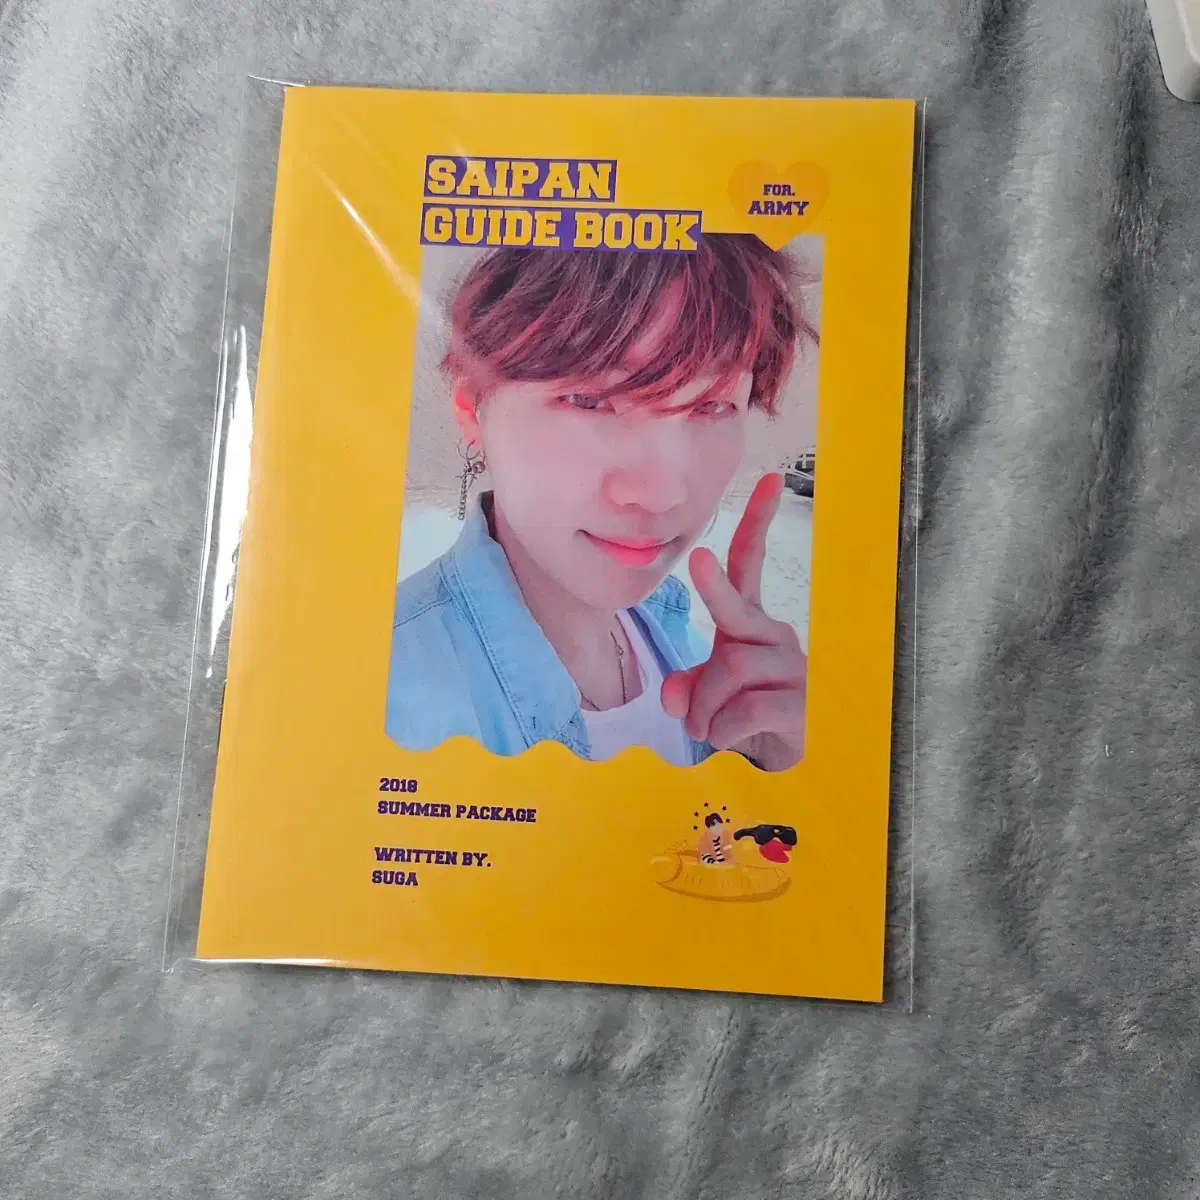 SAIPAN
GUIDE BOOK
FOR.
ARMY
2018
SUMMER PACKAGE
WRITTEN BY.
SUGA